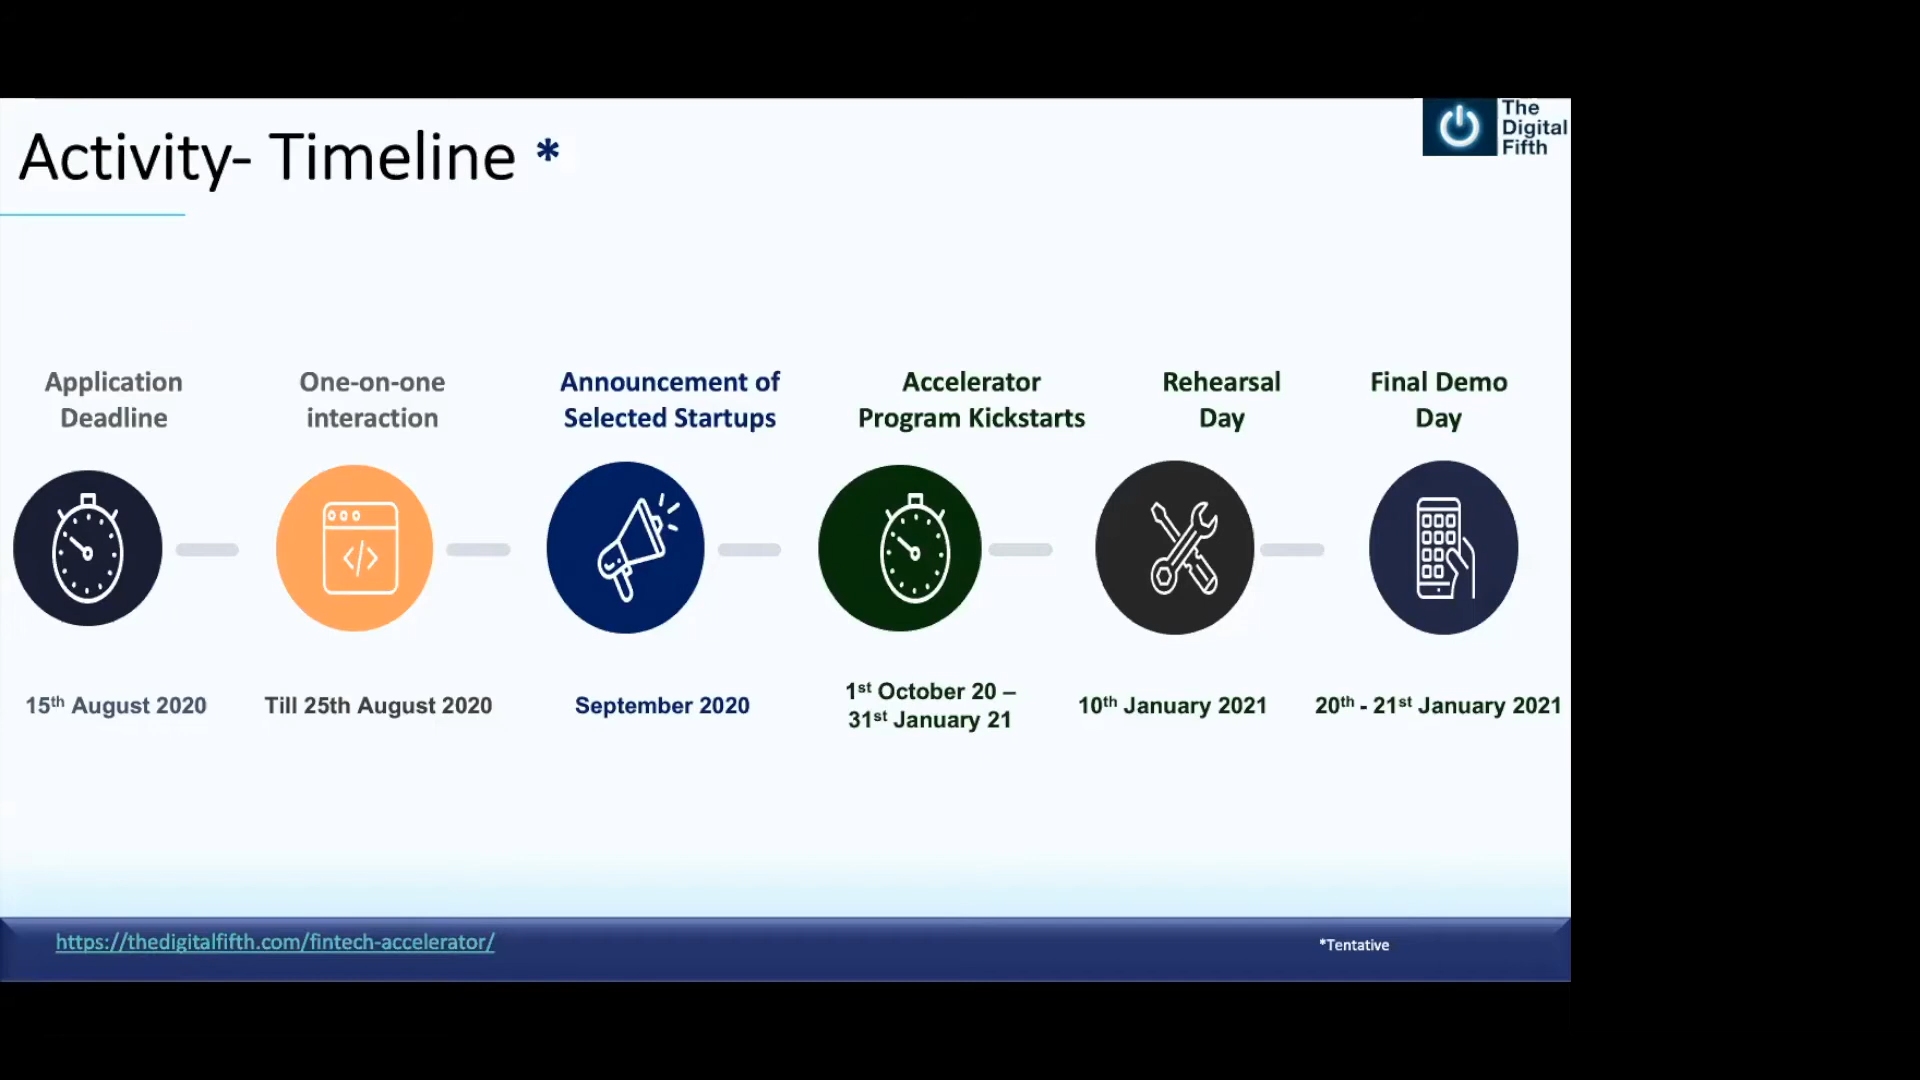 The
Digital
Fifth
Activity- Timeline *
Application
Deadline
One-on-one
interaction
Announcement of
Selected Startups
Accelerator
Program Kickstarts
Rehearsal
Day
Final Demo
Day
</>
15th August 2020
Till 25th August 2020
September 2020
1st October 20 –
31st January 21
10th January 2021
20th - 21st January 2021
https://thedigitalfifth.com/fintech-accelerator/
*Tentative